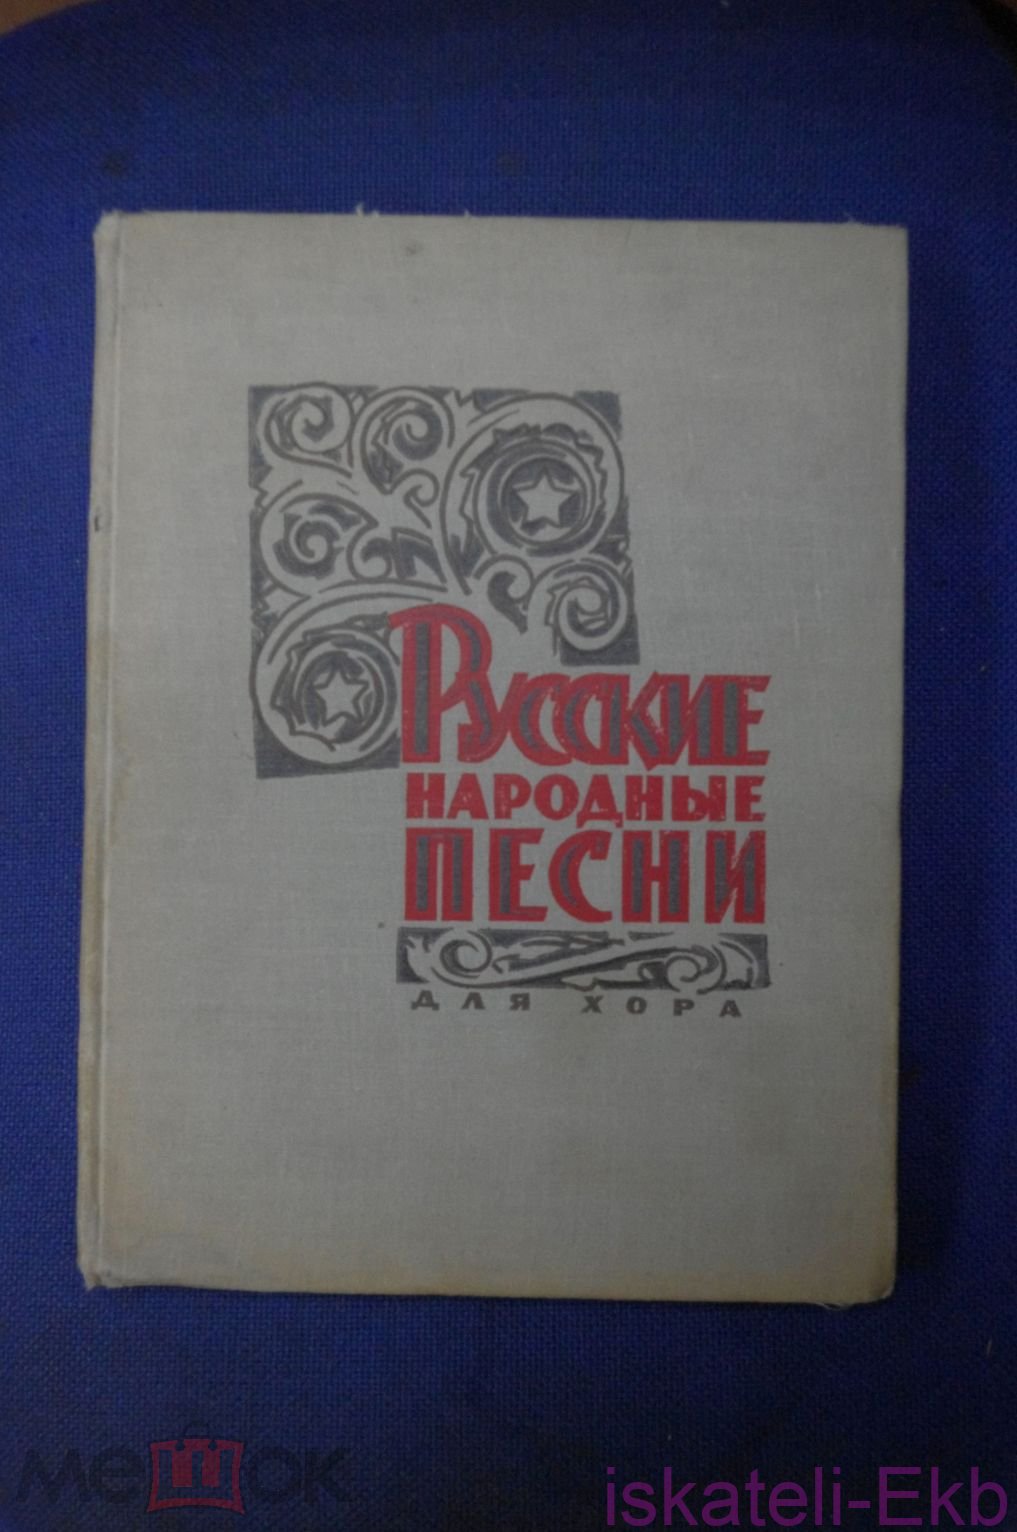 Русские
народные
песни
для хора
мешок
iskateli-Ekb